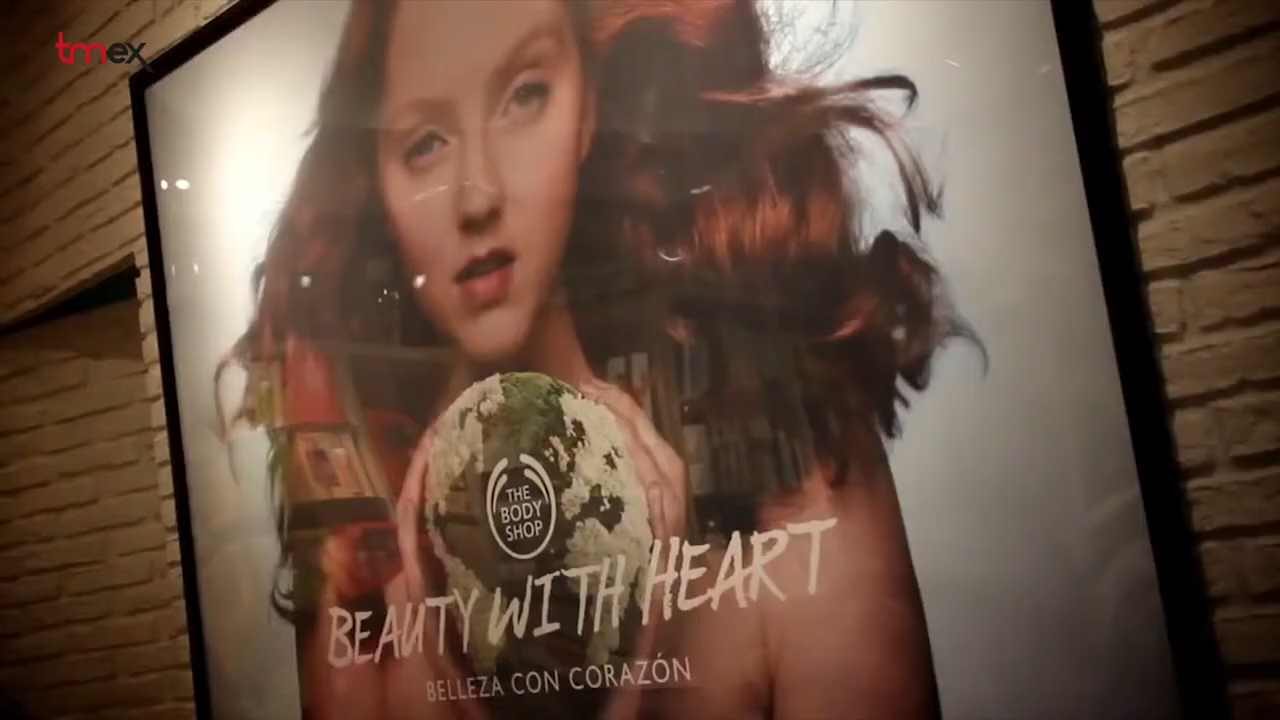 tmex
THE
BODY
SHOP
BEAUTY WITH HEART
BELLEZA CON CORAZÓN